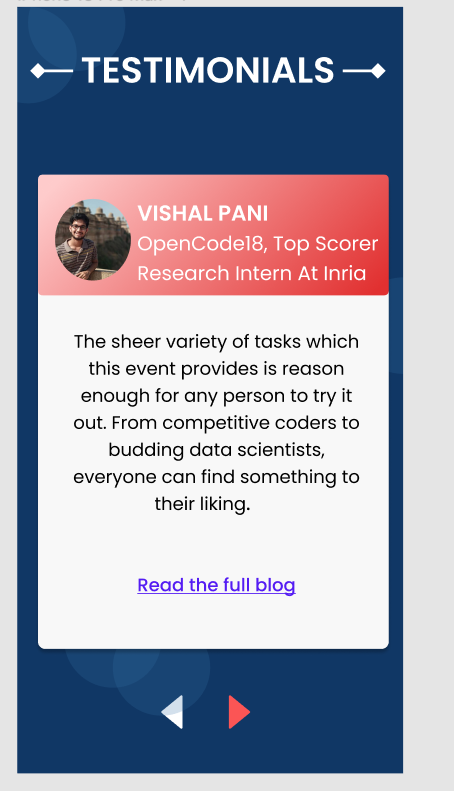 TESTIMONIALS
VISHAL PANI
OpenCode18, Top Scorer
Research Intern At Inria
The sheer variety of tasks which
this event provides is reason
enough for any person to try it
out. From competitive coders to
budding data scientists,
everyone can find something to
their liking.
Read the full blog